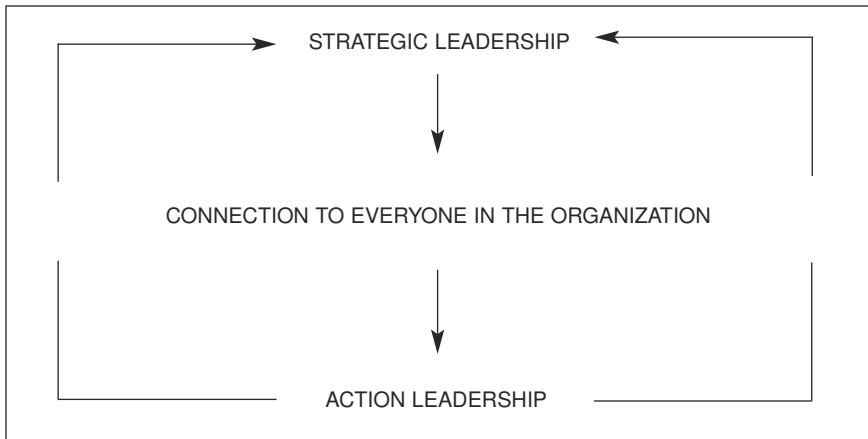 STRATEGIC LEADERSHIP
CONNECTION TO EVERYONE IN THE ORGANIZATION
ACTION LEADERSHIP